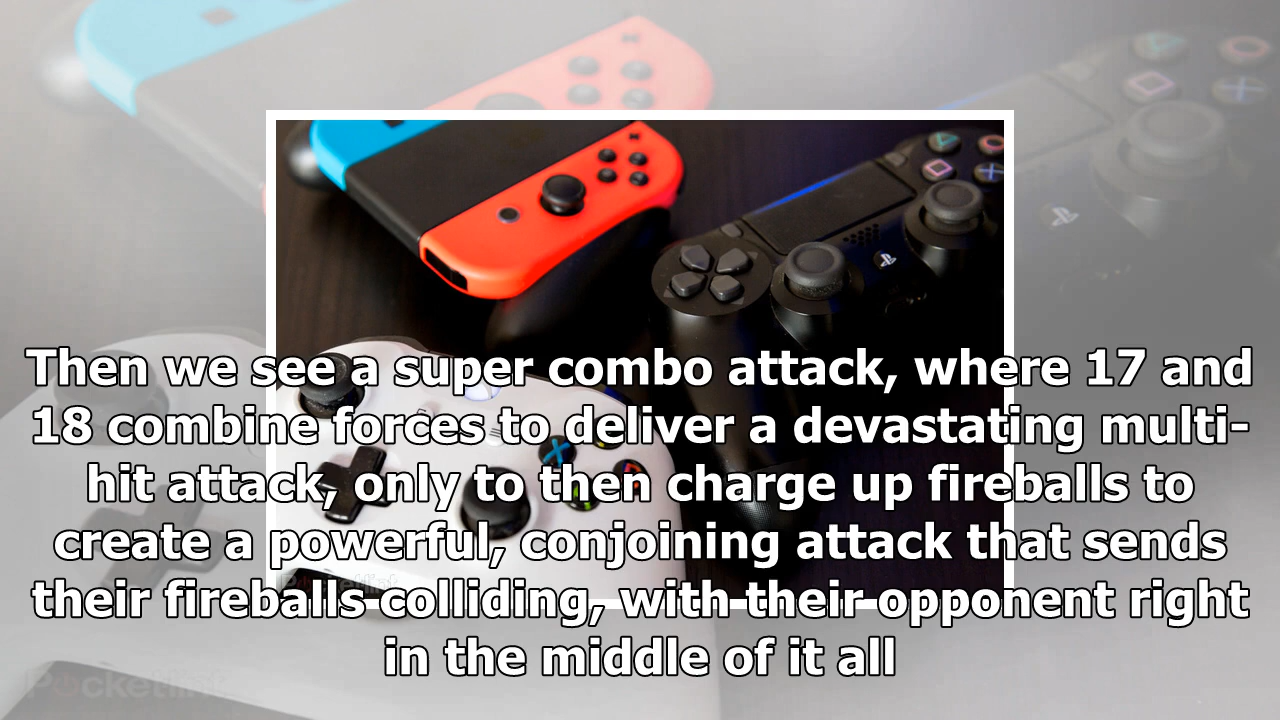 Then we see a super combo attack, where 17 and
18 combine forces to deliver a devastating multi-
hit attack, only to then charge up fireballs to
create a powerful, conjoining attack that sends
their fireballs colliding, with their opponent right
in the middle of it all
Pocketlint
Pocketlint